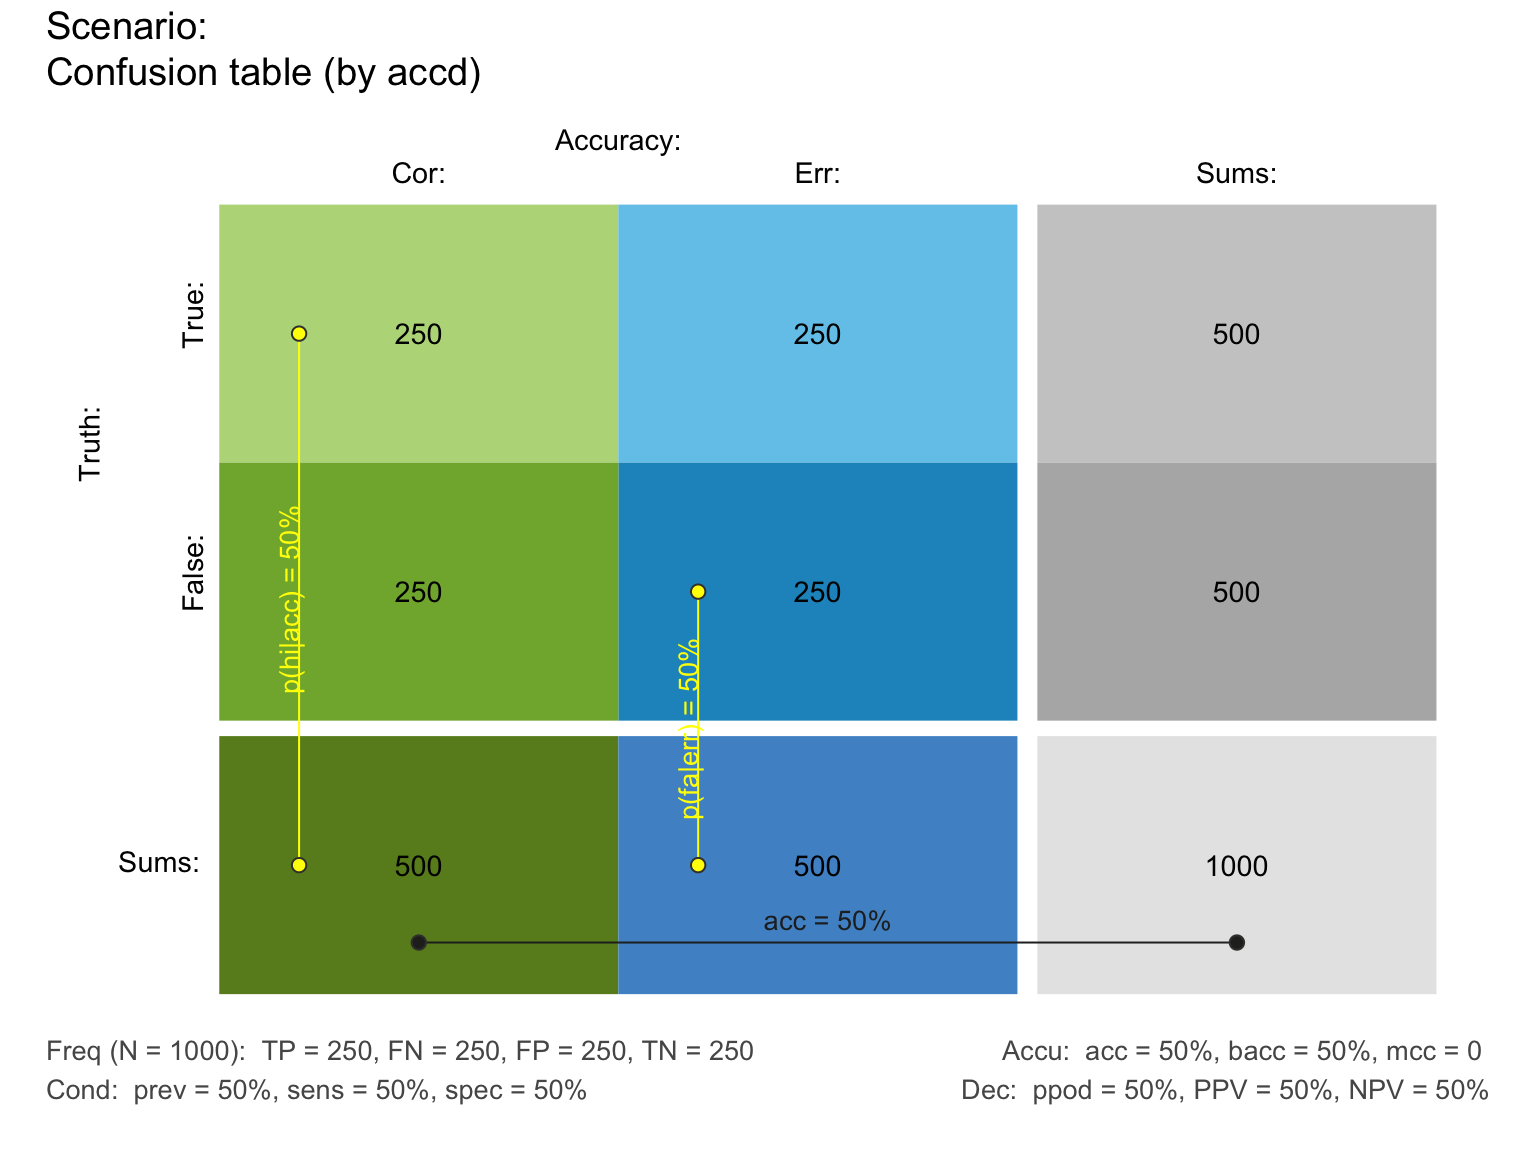 Scenario:
Confusion table (by accd)
Accuracy:
Cor:
Err:
Sums:
Truth:
True:
250
250
500
False:
250
250
500
p(hi|acc) = 50%
p(fa|err) = 50%
Sums:
500
500
1000
acc = 50%
Freq (N = 1000):  TP = 250, FN = 250, FP = 250, TN = 250
Accu:  acc = 50%, bacc = 50%, mcc = 0
Cond:  prev = 50%, sens = 50%, spec = 50%
Dec:  ppod = 50%, PPV = 50%, NPV = 50%